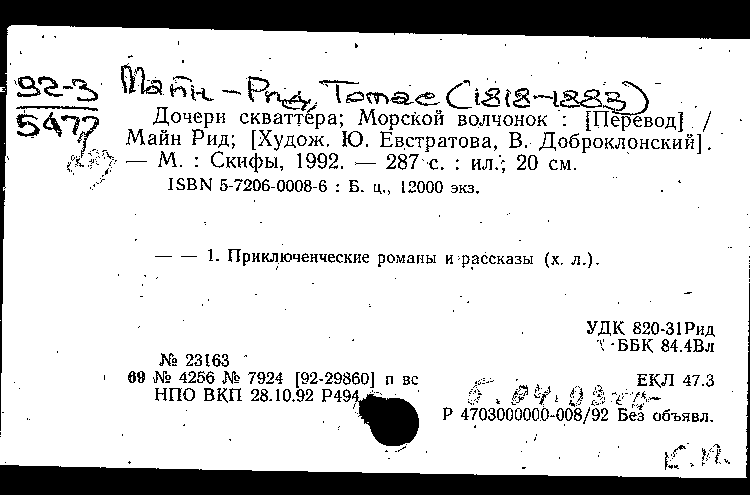 92-3
5477
Майн-Рид, Томас (1818-1883)
Дочери скваттера; Морской волчонок : [Перевод] /
Майн Рид; [Худож. Ю. Евстратова, В. Доброклонский].
— М. : Скифы, 1992. — 287 с. : ил.; 20 см.
ISBN 5-7206-0008-6 : Б. ц., 12000 экз.
— — 1. Приключенческие романы и рассказы (х. л.).
УДК 820-31Рид
ББК 84.4Вл
№ 23163
69 № 4256 № 7924 [92-29860] п вс
ЕКЛ 47.3
НПО ВКП 28.10.92 Р494
Р 4703000000-008/92 Без объявл.
К.П.